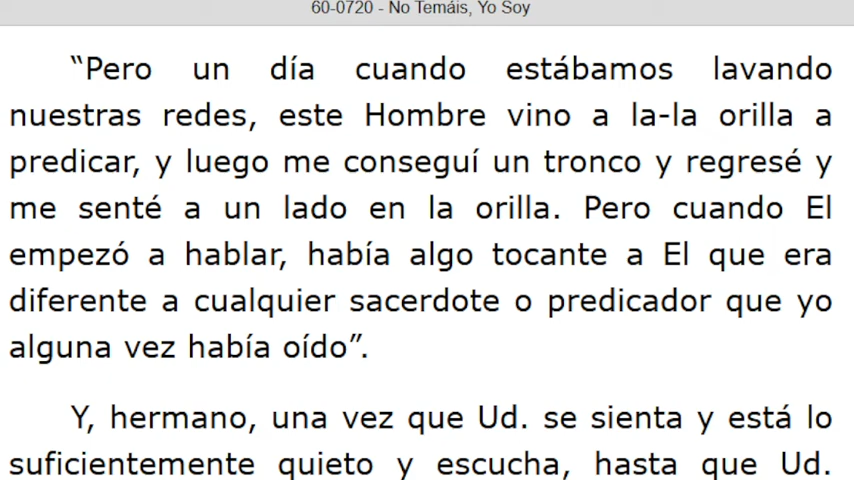 60-0720 - No Temáis, Yo Soy
“Pero un día cuando estábamos lavando
nuestras redes, este Hombre vino a la-la orilla a
predicar, y luego me conseguí un tronco y regresé y
me senté a un lado en la orilla. Pero cuando El
empezó a hablar, había algo tocante a El que era
diferente a cualquier sacerdote o predicador que yo
alguna vez había oído”.
Y, hermano, una vez que Ud. se sienta y está lo
suficientemente quieto y escucha, hasta que Ud.